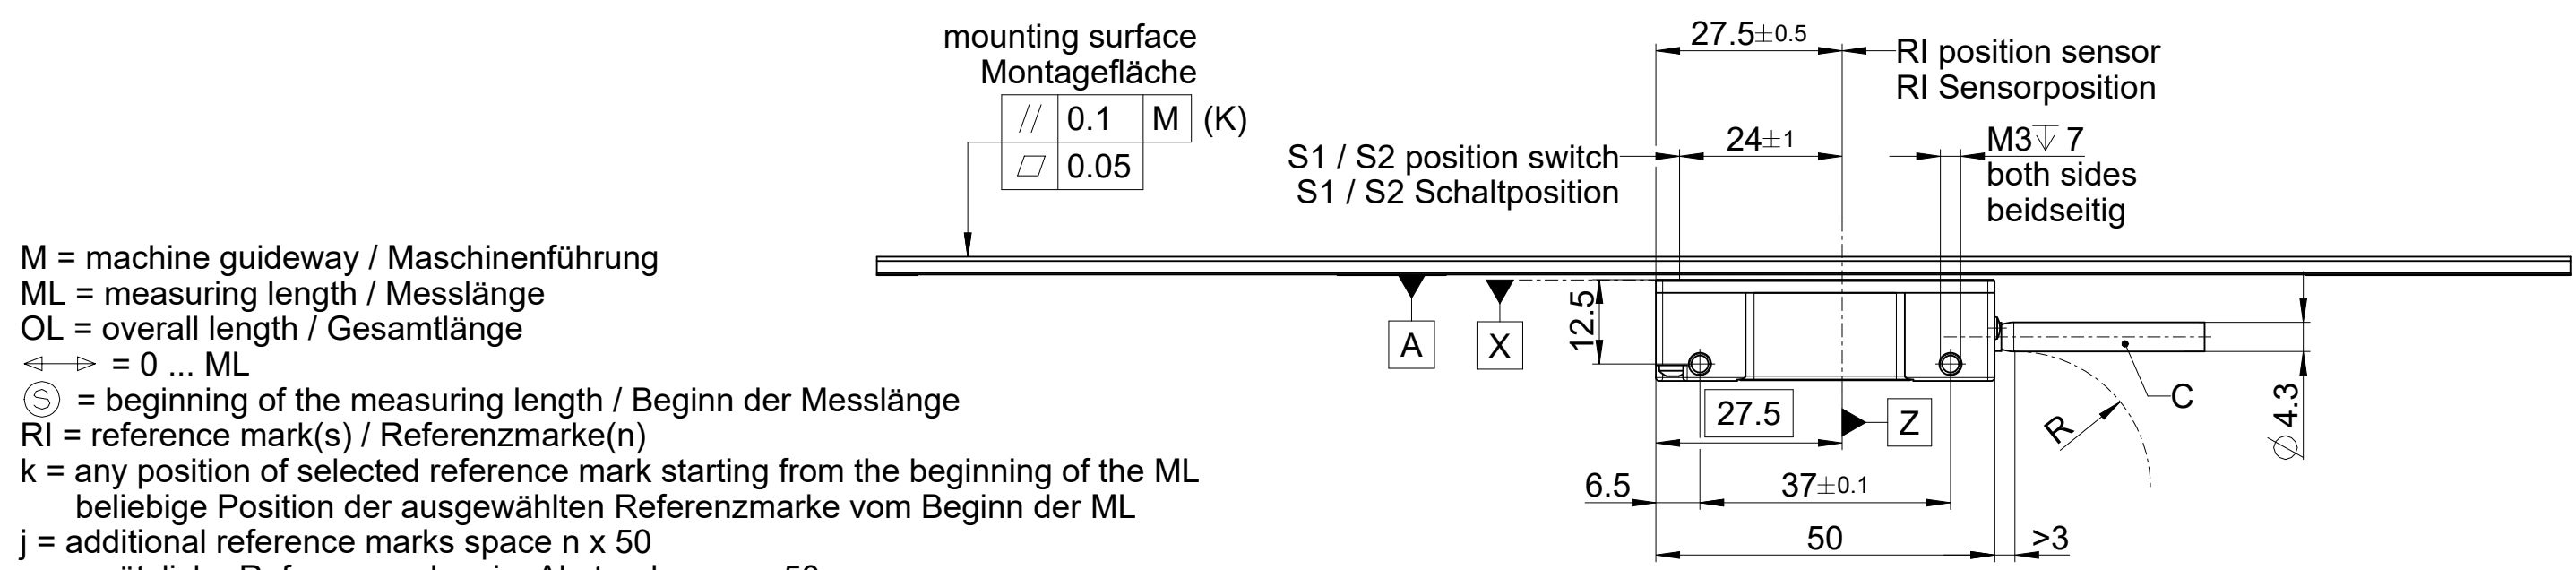 mounting surface
Montagefläche
// 0.1 M (K)
⏥ 0.05
27.5±0.5
RI position sensor
RI Sensorposition
24±1
S1 / S2 position switch
S1 / S2 Schaltposition
M3↧ 7
both sides
beidseitig
M = machine guideway / Maschinenführung
ML = measuring length / Messlänge
OL = overall length / Gesamtlänge
↔ = 0 ... ML
Ⓢ = beginning of the measuring length / Beginn der Messlänge
RI = reference mark(s) / Referenzmarke(n)
k = any position of selected reference mark starting from the beginning of the ML
beliebige Position der ausgewählten Referenzmarke vom Beginn der ML
j = additional reference marks space n x 50
A
X
12.5
27.5
Z
C
R
⌀4.3
6.5
37±0.1
50
>3